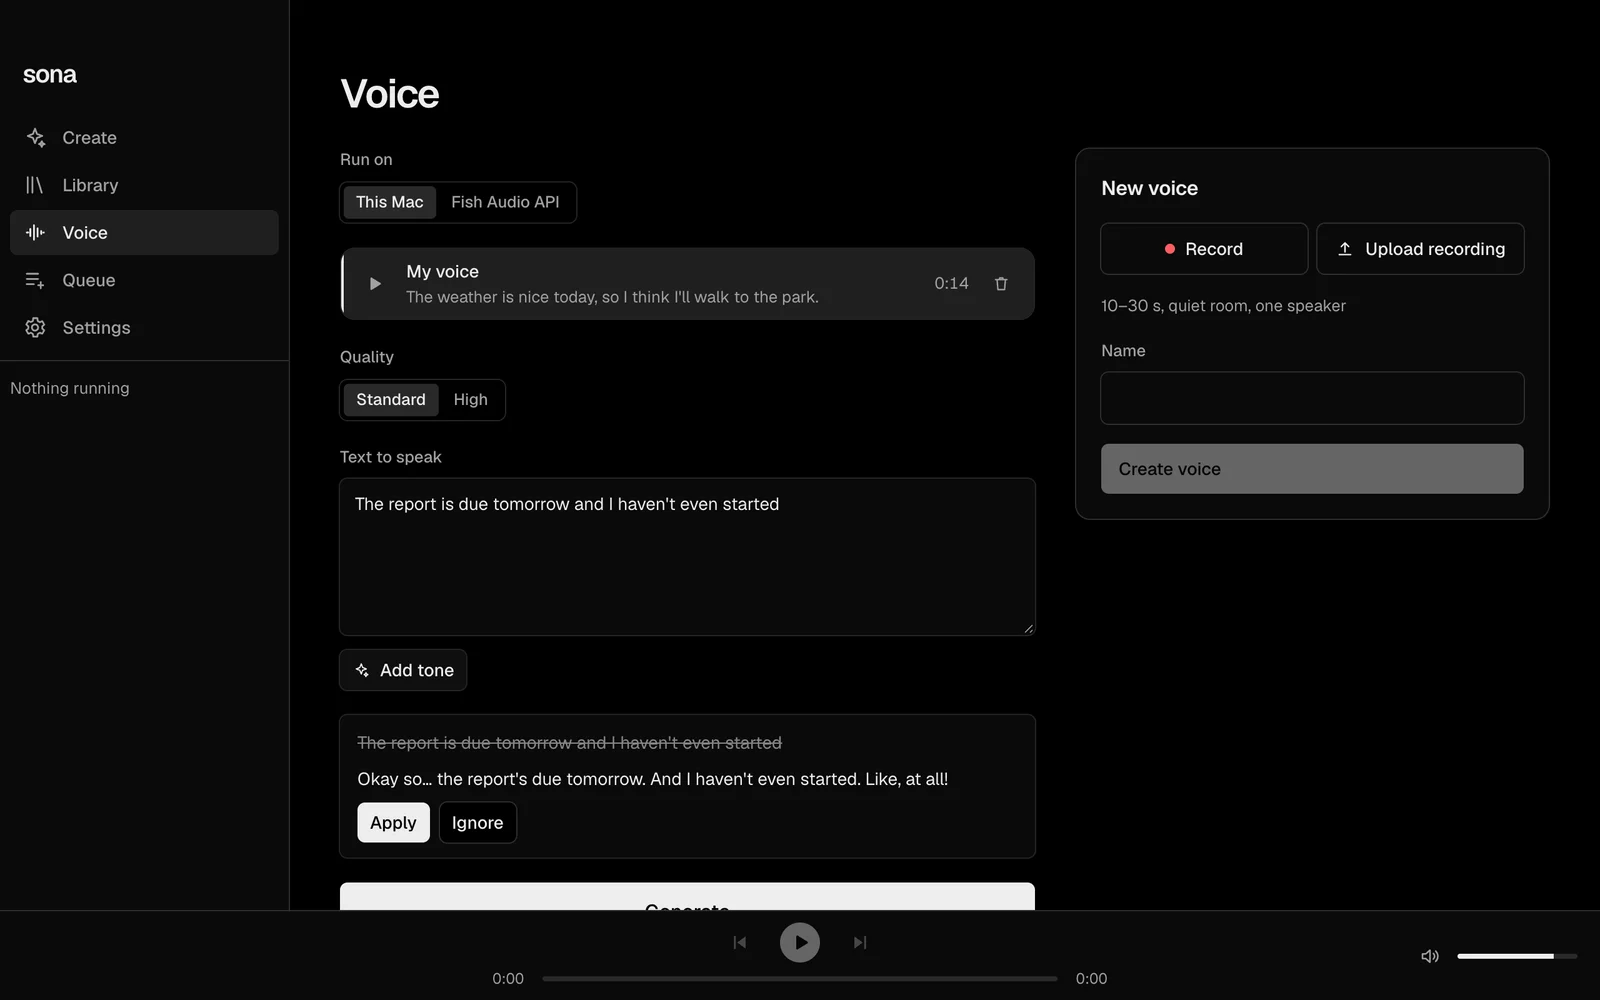 sona
Create
Library
Voice
Queue
Settings
Nothing running
Voice
Run on
This Mac
Fish Audio API
My voice
The weather is nice today, so I think I'll walk to the park.
0:14
Quality
Standard
High
Text to speak
The report is due tomorrow and I haven't even started
Add tone
The report is due tomorrow and I haven't even started
Okay so... the report's due tomorrow. And I haven't even started. Like, at all!
Apply
Ignore
Generate
New voice
Record
Upload recording
10–30 s, quiet room, one speaker
Name
Create voice
0:00
0:00